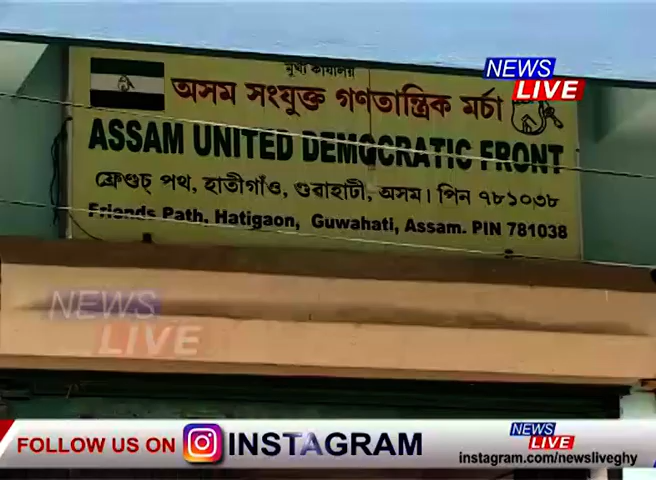 মুখ্য কাৰ্যালয়
NEWS
LIVE
অসম সংযুক্ত গণতান্ত্ৰিক মৰ্চা
ASSAM UNITED DEMOCRATIC FRONT
ফ্ৰেণ্ডচ্ পথ, হাতীগাঁও, গুৱাহাটী, অসম। পিন ৭৮১০৩৮
Friends Path, Hatigaon, Guwahati, Assam. PIN 781038
NEWS
LIVE
FOLLOW US ON INSTAGRAM
NEWS
LIVE
instagram.com/newsliveghy